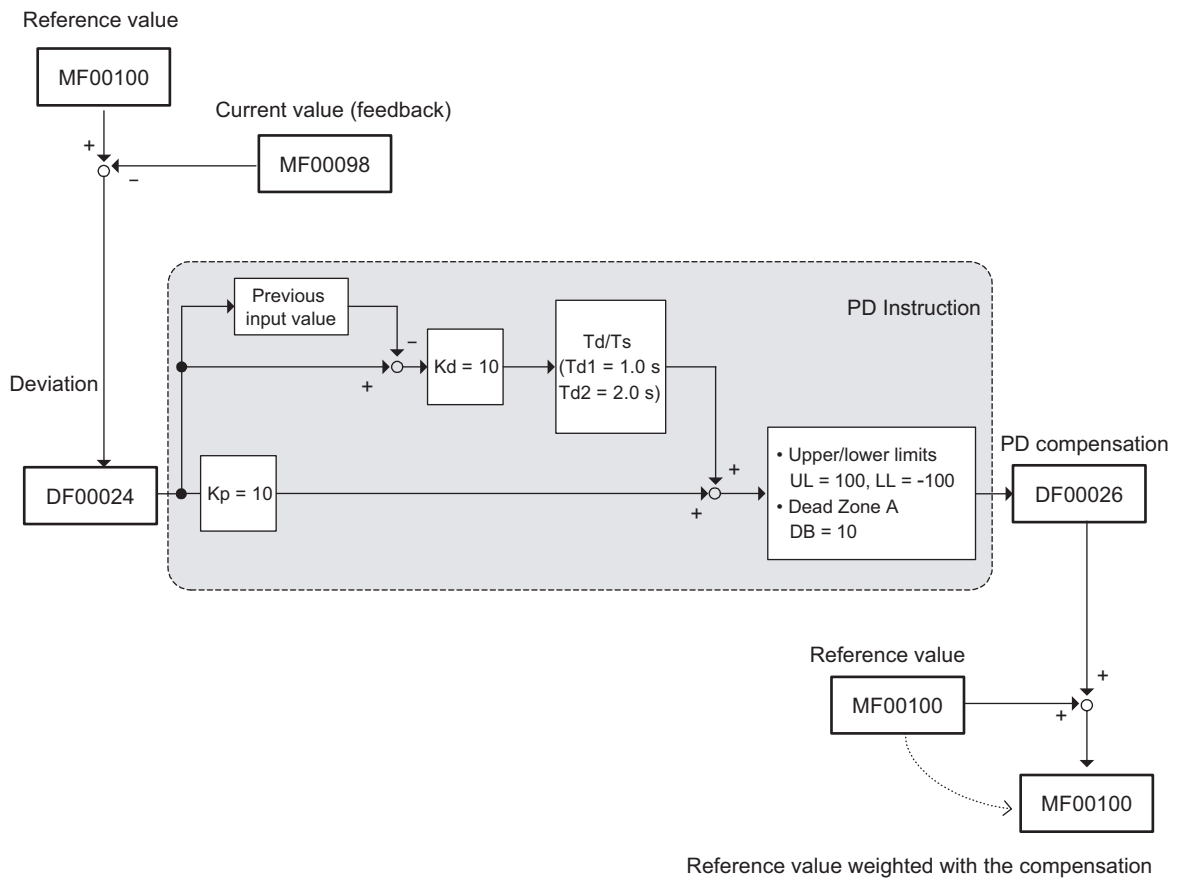 Reference value
MF00100
Current value (feedback)
+
MF00098
–
PD Instruction
Previous
input value
–
Td/Ts
(Td1 = 1.0 s
Td2 = 2.0 s)
Kd = 10
+
Deviation
• Upper/lower limits
UL = 100, LL = -100
• Dead Zone A
DB = 10
PD compensation
+
DF00024
Kp = 10
+
DF00026
Reference value
+
MF00100
+
MF00100
Reference value weighted with the compensation